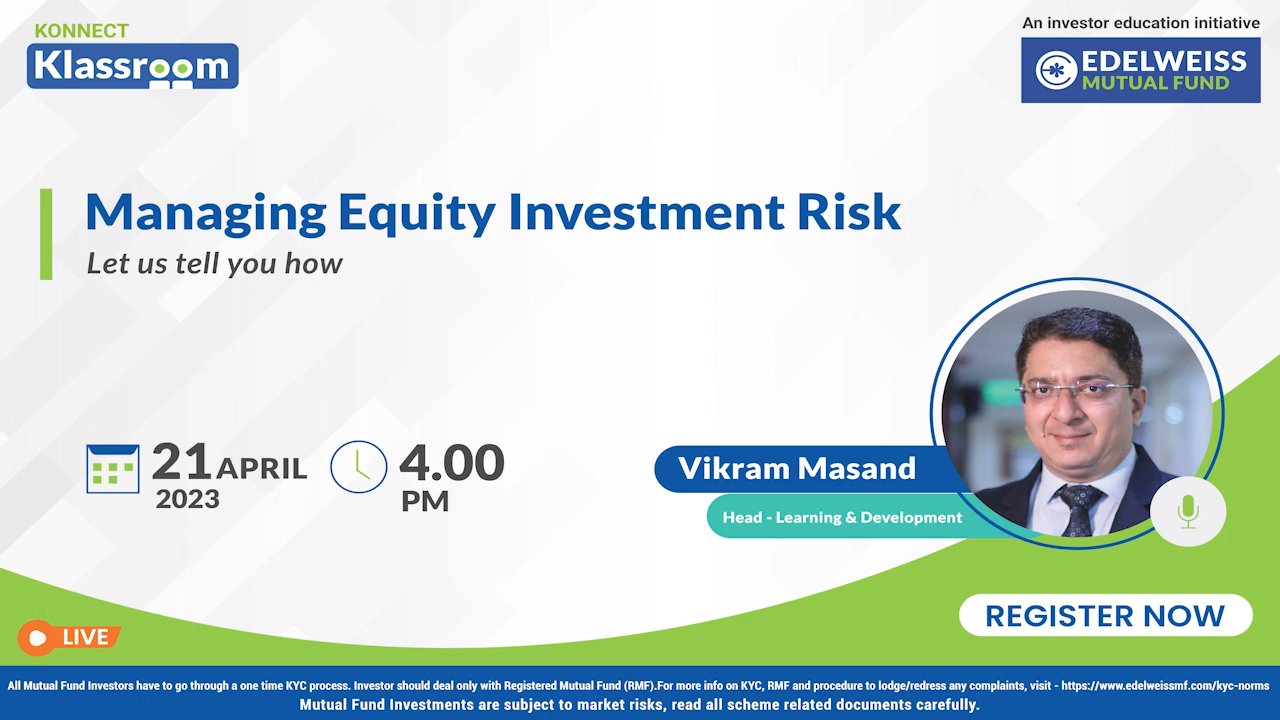 KONNECT
Klassroom
An investor education initiative
EDELWEISS
MUTUAL FUND
Managing Equity Investment Risk
Let us tell you how
21 APRIL
2023
4.00
PM
Vikram Masand
Head - Learning & Development
REGISTER NOW
LIVE
All Mutual Fund Investors have to go through a one time KYC process. Investor should deal only with Registered Mutual Fund (RMF).For more info on KYC, RMF and procedure to lodge/redress any complaints, visit - https://www.edelweissmf.com/kyc-norms
Mutual Fund Investments are subject to market risks, read all scheme related documents carefully.